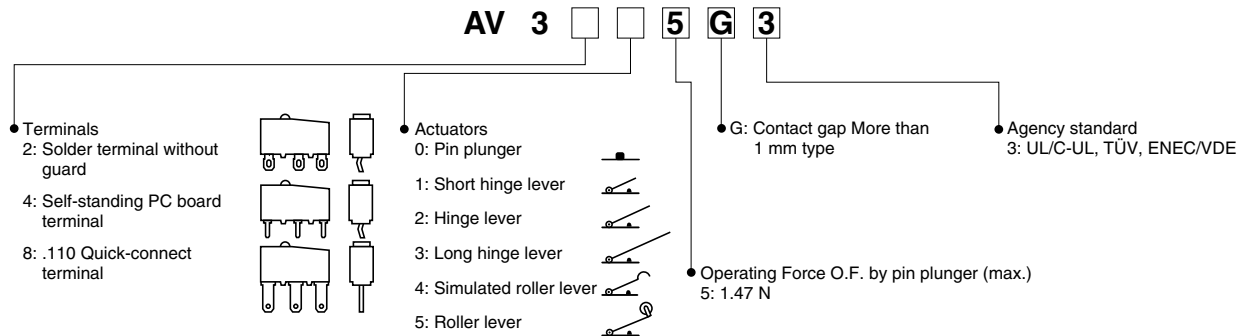 AV 3 5 G 3
Terminals
2: Solder terminal without
guard
4: Self-standing PC board
terminal
8: .110 Quick-connect
terminal
Actuators
0: Pin plunger
1: Short hinge lever
2: Hinge lever
3: Long hinge lever
4: Simulated roller lever
5: Roller lever
Operating Force O.F. by pin plunger (max.)
5: 1.47 N
G: Contact gap More than
1 mm type
Agency standard
3: UL/C-UL, TÜV, ENEC/VDE